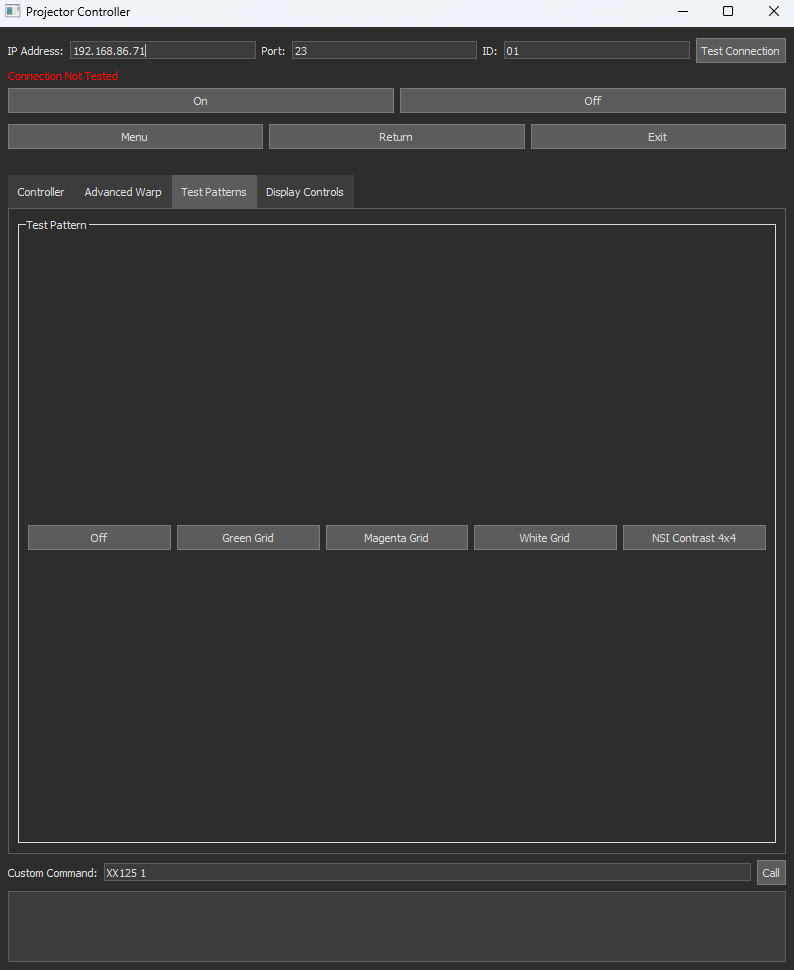 Projector Controller
IP Address: 192.168.86.71 Port: 23 ID: 01 Test Connection
Connection Not Tested
On Off
Menu Return Exit
Controller Advanced Warp Test Patterns Display Controls
Test Pattern
Off Green Grid Magenta Grid White Grid NSI Contrast 4x4
Custom Command: XX125 1 Call